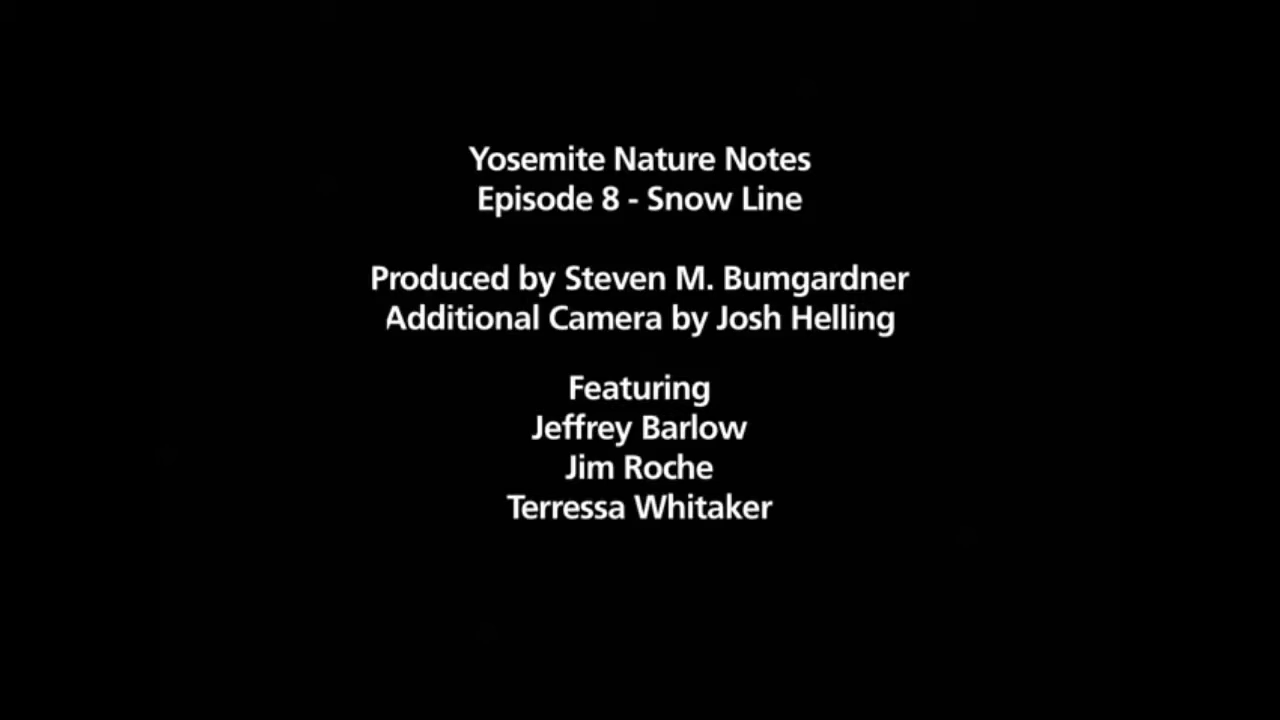 Yosemite Nature Notes
Episode 8 - Snow Line
Produced by Steven M. Bumgardner
Additional Camera by Josh Helling
Featuring
Jeffrey Barlow
Jim Roche
Terressa Whitaker